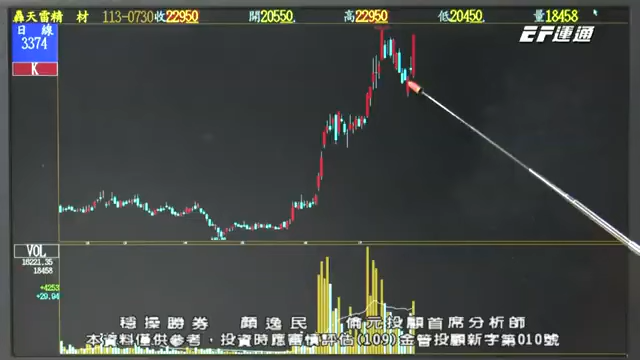 轟天雷精 材 113-0730收22950 開20550 高22950 低20450 量18458
日線
3374
EF運通
K
VOL
16221.35
18458
+4253
+29.94
穩操勝券 顏逸民 倫元投顧首席分析師
本資料僅供參考，投資時應審慎評估(109)金管投顧新字第010號